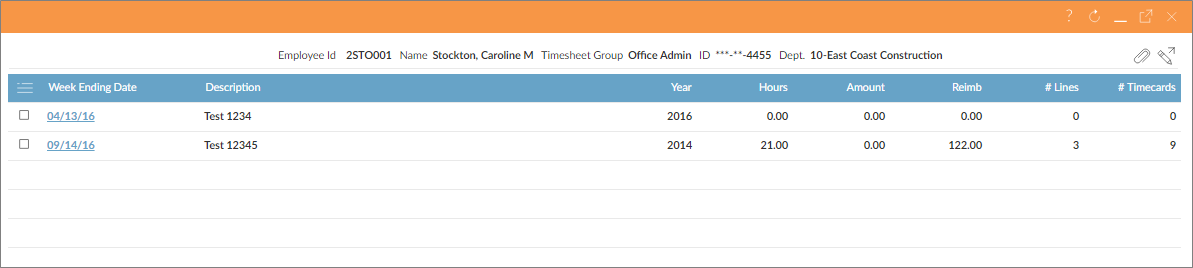 ?
Employee Id 2STO001 Name Stockton, Caroline M Timesheet Group Office Admin ID ***-**-4455 Dept. 10-East Coast Construction
Week Ending Date Description Year Hours Amount Reimb # Lines # Timecards
04/13/16 Test 1234 2016 0.00 0.00 0.00 0 0
09/14/16 Test 12345 2014 21.00 0.00 122.00 3 9